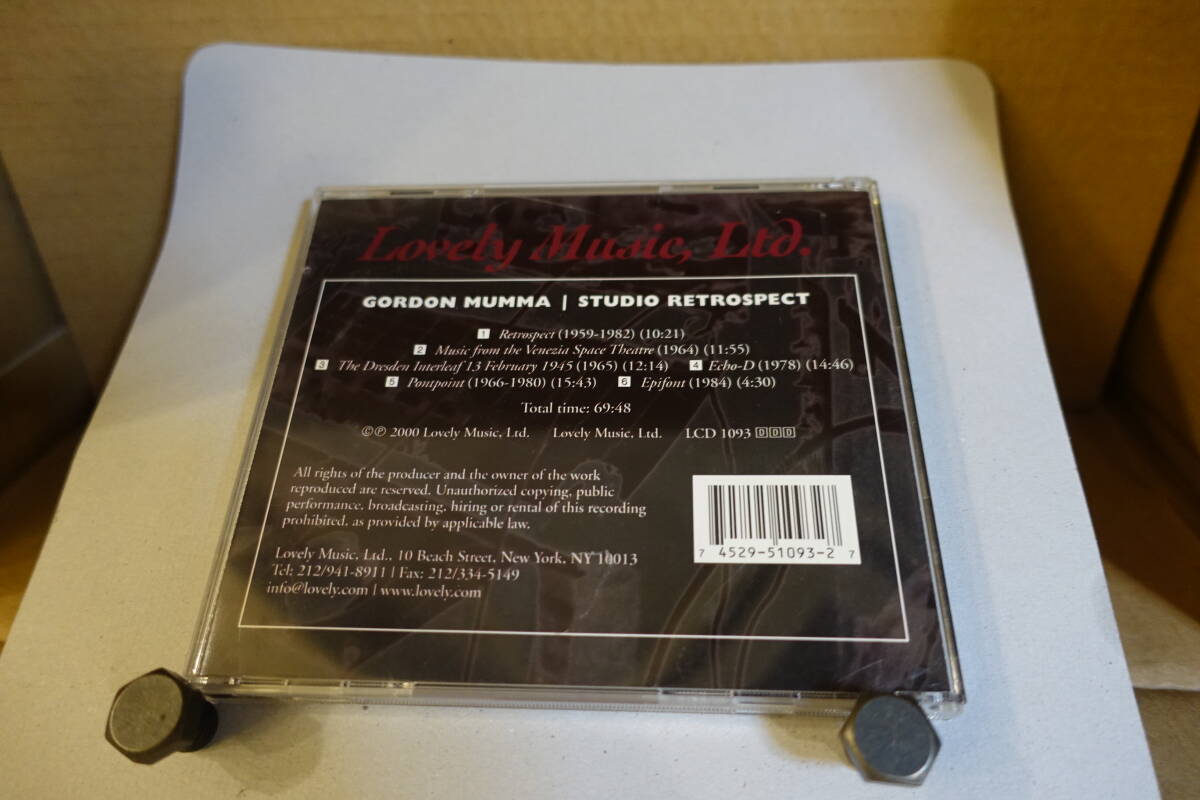 Lovely Music, Ltd.
GORDON MUMMA | STUDIO RETROSPECT
1 Retrospect (1959-1982) (10:21)
2 Music from the Venezia Space Theatre (1964) (11:55)
3 The Dresden Interleaf 13 February 1945 (1965) (12:14) 4 Echo-D (1978) (14:46)
5 Pontpoint (1966-1980) (15:43) 6 Epifont (1984) (4:30)
Total time: 69:48
©℗ 2000 Lovely Music, Ltd. Lovely Music, Ltd. LCD 1093 DDD
All rights of the producer and the owner of the work
reproduced are reserved. Unauthorized copying, public
performance, broadcasting, hiring or rental of this recording
prohibited, as provided by applicable law.
Lovely Music, Ltd., 10 Beach Street, New York, NY 10013
Tel: 212/941-8911 | Fax: 212/334-5149
info@lovely.com | www.lovely.com
7 4529-51093-2 7